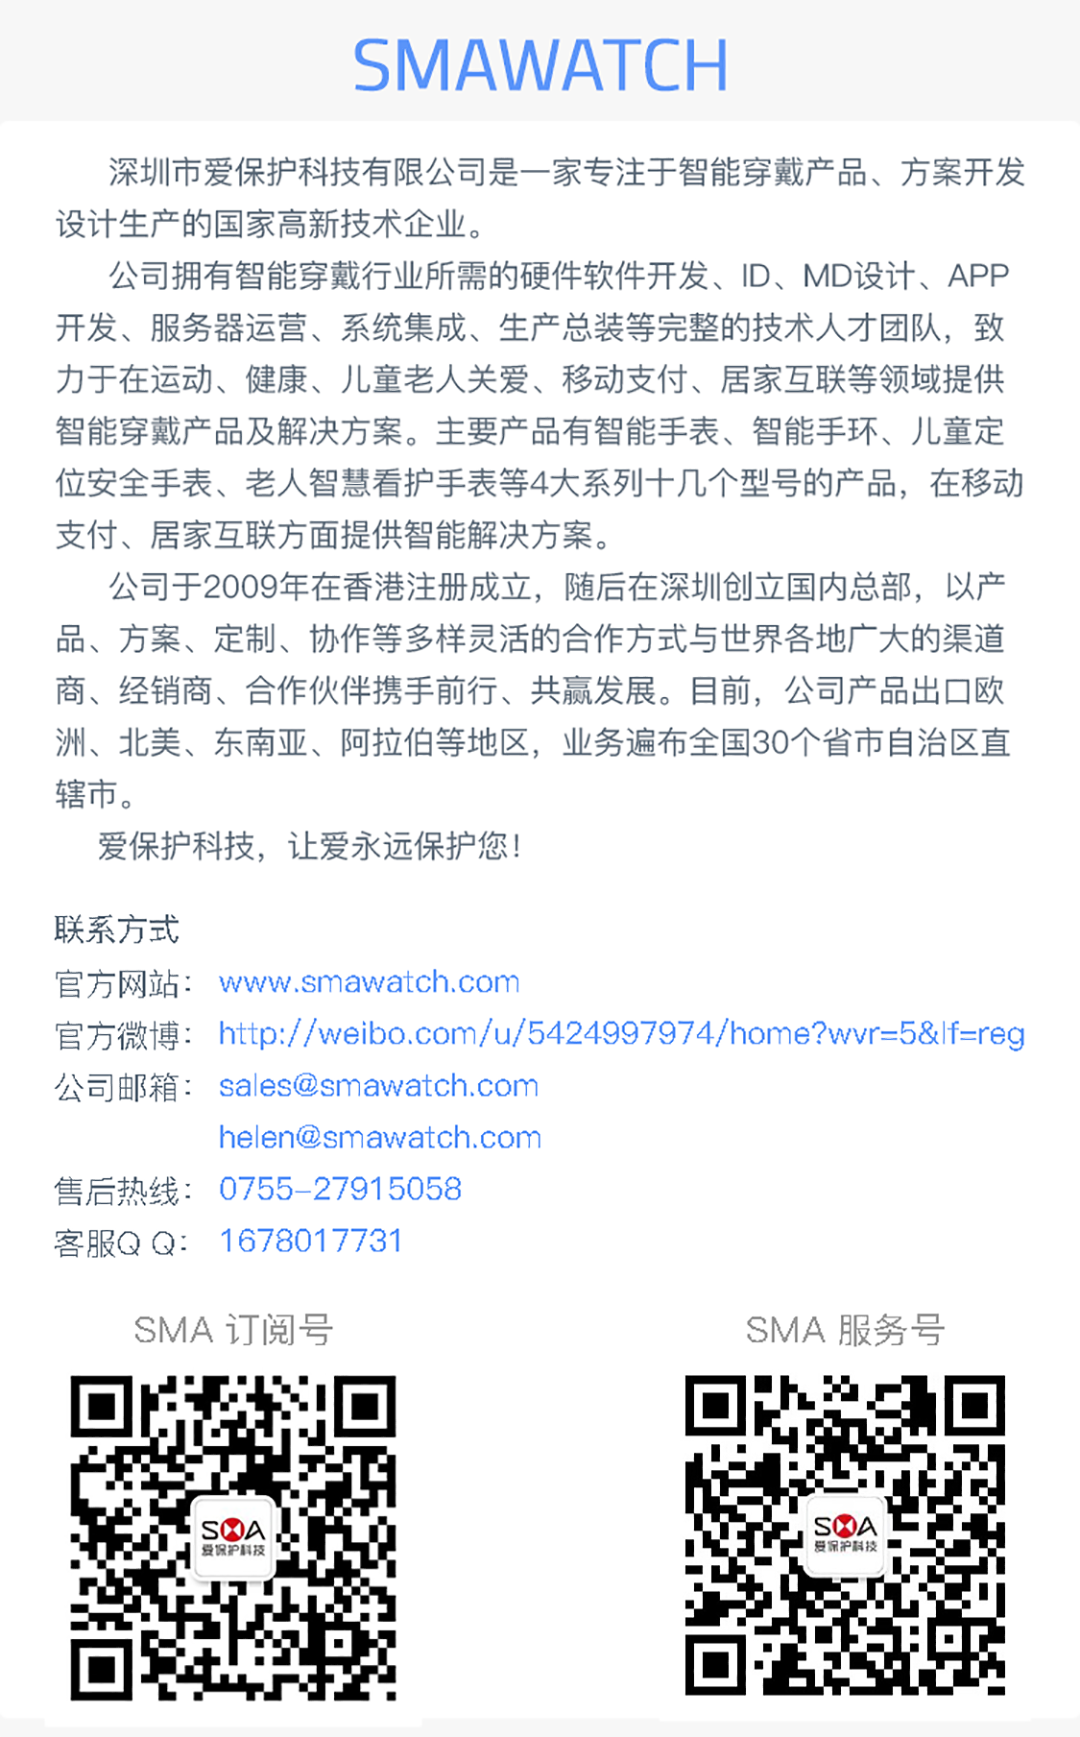 SMAWATCH
深圳市爱保护科技有限公司是一家专注于智能穿戴产品、方案开发
设计生产的国家高新技术企业。
公司拥有智能穿戴行业所需的硬件软件开发、ID、MD设计、APP
开发、服务器运营、系统集成、生产总装等完整的技术人才团队，致
力于在运动、健康、儿童老人关爱、移动支付、居家互联等领域提供
智能穿戴产品及解决方案。主要产品有智能手表、智能手环、儿童定
位安全手表、老人智慧看护手表等4大系列十几个型号的产品，在移动
支付、居家互联方面提供智能解决方案。
公司于2009年在香港注册成立，随后在深圳创立国内总部，以产
品、方案、定制、协作等多样灵活的合作方式与世界各地广大的渠道
商、经销商、合作伙伴携手前行、共赢发展。目前，公司产品出口欧
洲、北美、东南亚、阿拉伯等地区，业务遍布全国30个省市自治区直
辖市。
爱保护科技，让爱永远保护您！
联系方式
官方网站： www.smawatch.com
官方微博： http://weibo.com/u/5424997974/home?wvr=5&lf=reg
公司邮箱： sales@smawatch.com
helen@smawatch.com
售后热线： 0755-27915058
客服Q Q： 1678017731
SMA 订阅号 SMA 服务号
SMA SMA
爱保护科技 爱保护科技